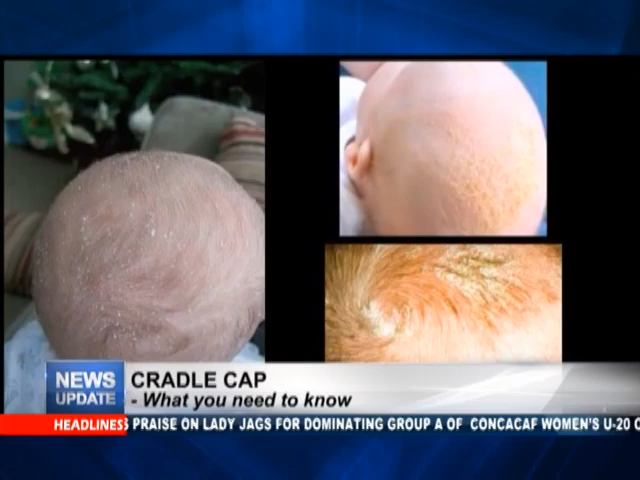 NEWS
UPDATE
CRADLE CAP
- What you need to know
HEADLINES
PRAISE ON LADY JAGS FOR DOMINATING GROUP A OF CONCACAF WOMEN'S U-20